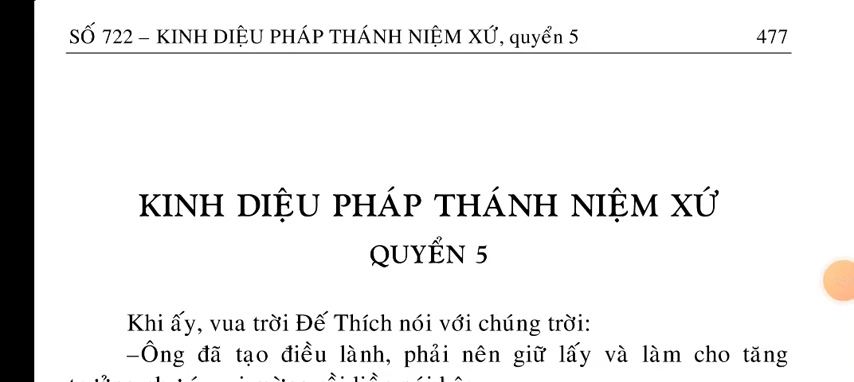 SỐ 722 – KINH DIỆU PHÁP THÁNH NIỆM XỨ, quyển 5 477
KINH DIỆU PHÁP THÁNH NIỆM XỨ
QUYỂN 5
Khi ấy, vua trời Đế Thích nói với chúng trời:
–Ông đã tạo điều lành, phải nên giữ lấy và làm cho tăng